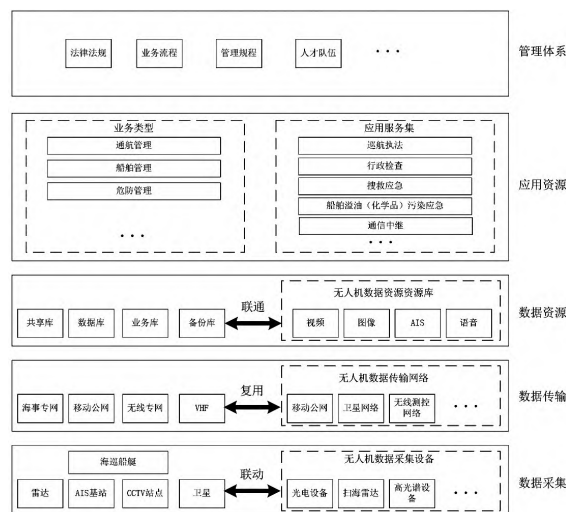 法律法规
业务流程
管理规程
人才队伍
...
管理体系
业务类型
通航管理
船舶管理
危防管理
...
应用服务集
巡航执法
行政检查
搜救应急
船舶溢油（化学品）污染应急
通信中继
...
应用资源
共享库
数据库
业务库
备份库
联通
无人机数据资源资源库
视频
图像
AIS
语音
数据资源
海事专网
移动公网
无线专网
VHF
复用
无人机数据传输网络
移动公网
卫星网络
无线测控
网络
...
数据传输
海巡船艇
雷达
AIS基站
CCTV站点
卫星
联动
无人机数据采集设备
光电设备
扫海雷达
高光谱设
备
...
数据采集